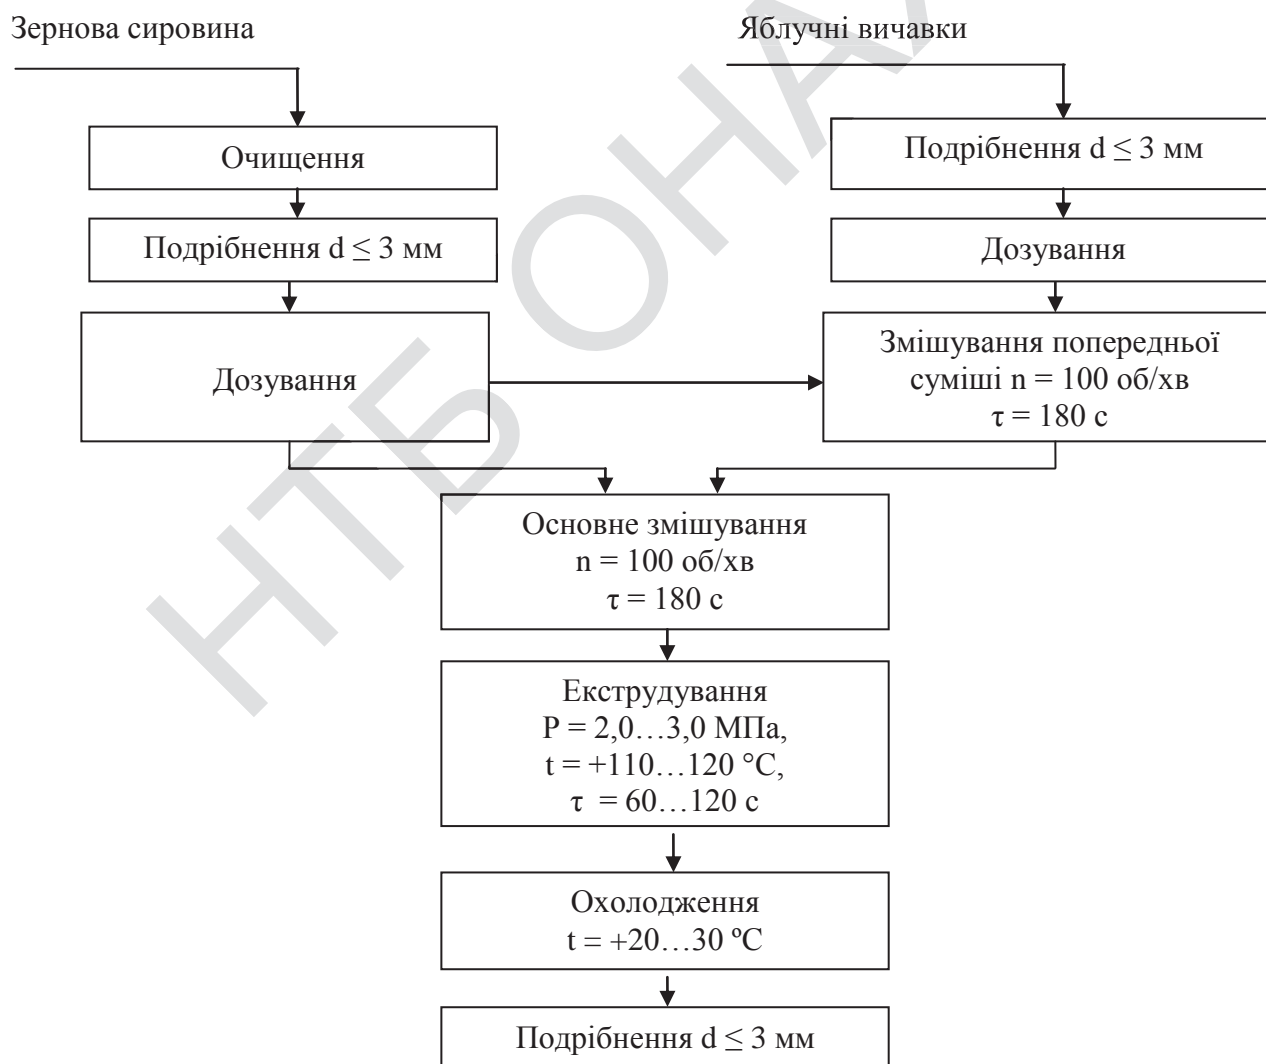 Зернова сировина
Яблучні вичавки
Очищення
Подрібнення d ≤ 3 мм
Подрібнення d ≤ 3 мм
Дозування
Дозування
Змішування попередньої
суміші n = 100 об/хв
τ = 180 с
Основне змішування
n = 100 об/хв
τ = 180 с
Екструдування
Р = 2,0…3,0 МПа,
t = +110…120 °С,
τ  = 60…120 с
Охолодження
t = +20…30 ºС
Подрібнення d ≤ 3 мм
НТБ ОНАХ